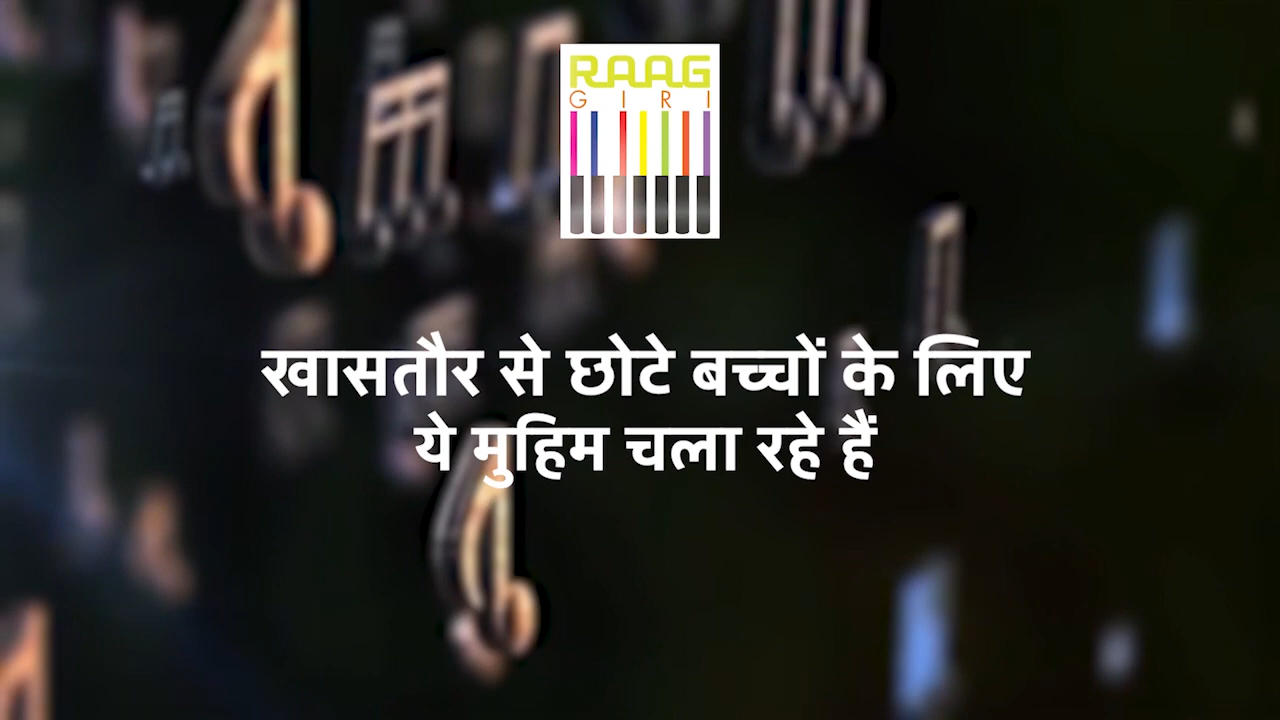 RAAG
GIRI
खासतौर से छोटे बच्चों के लिए
ये मुहिम चला रहे हैं